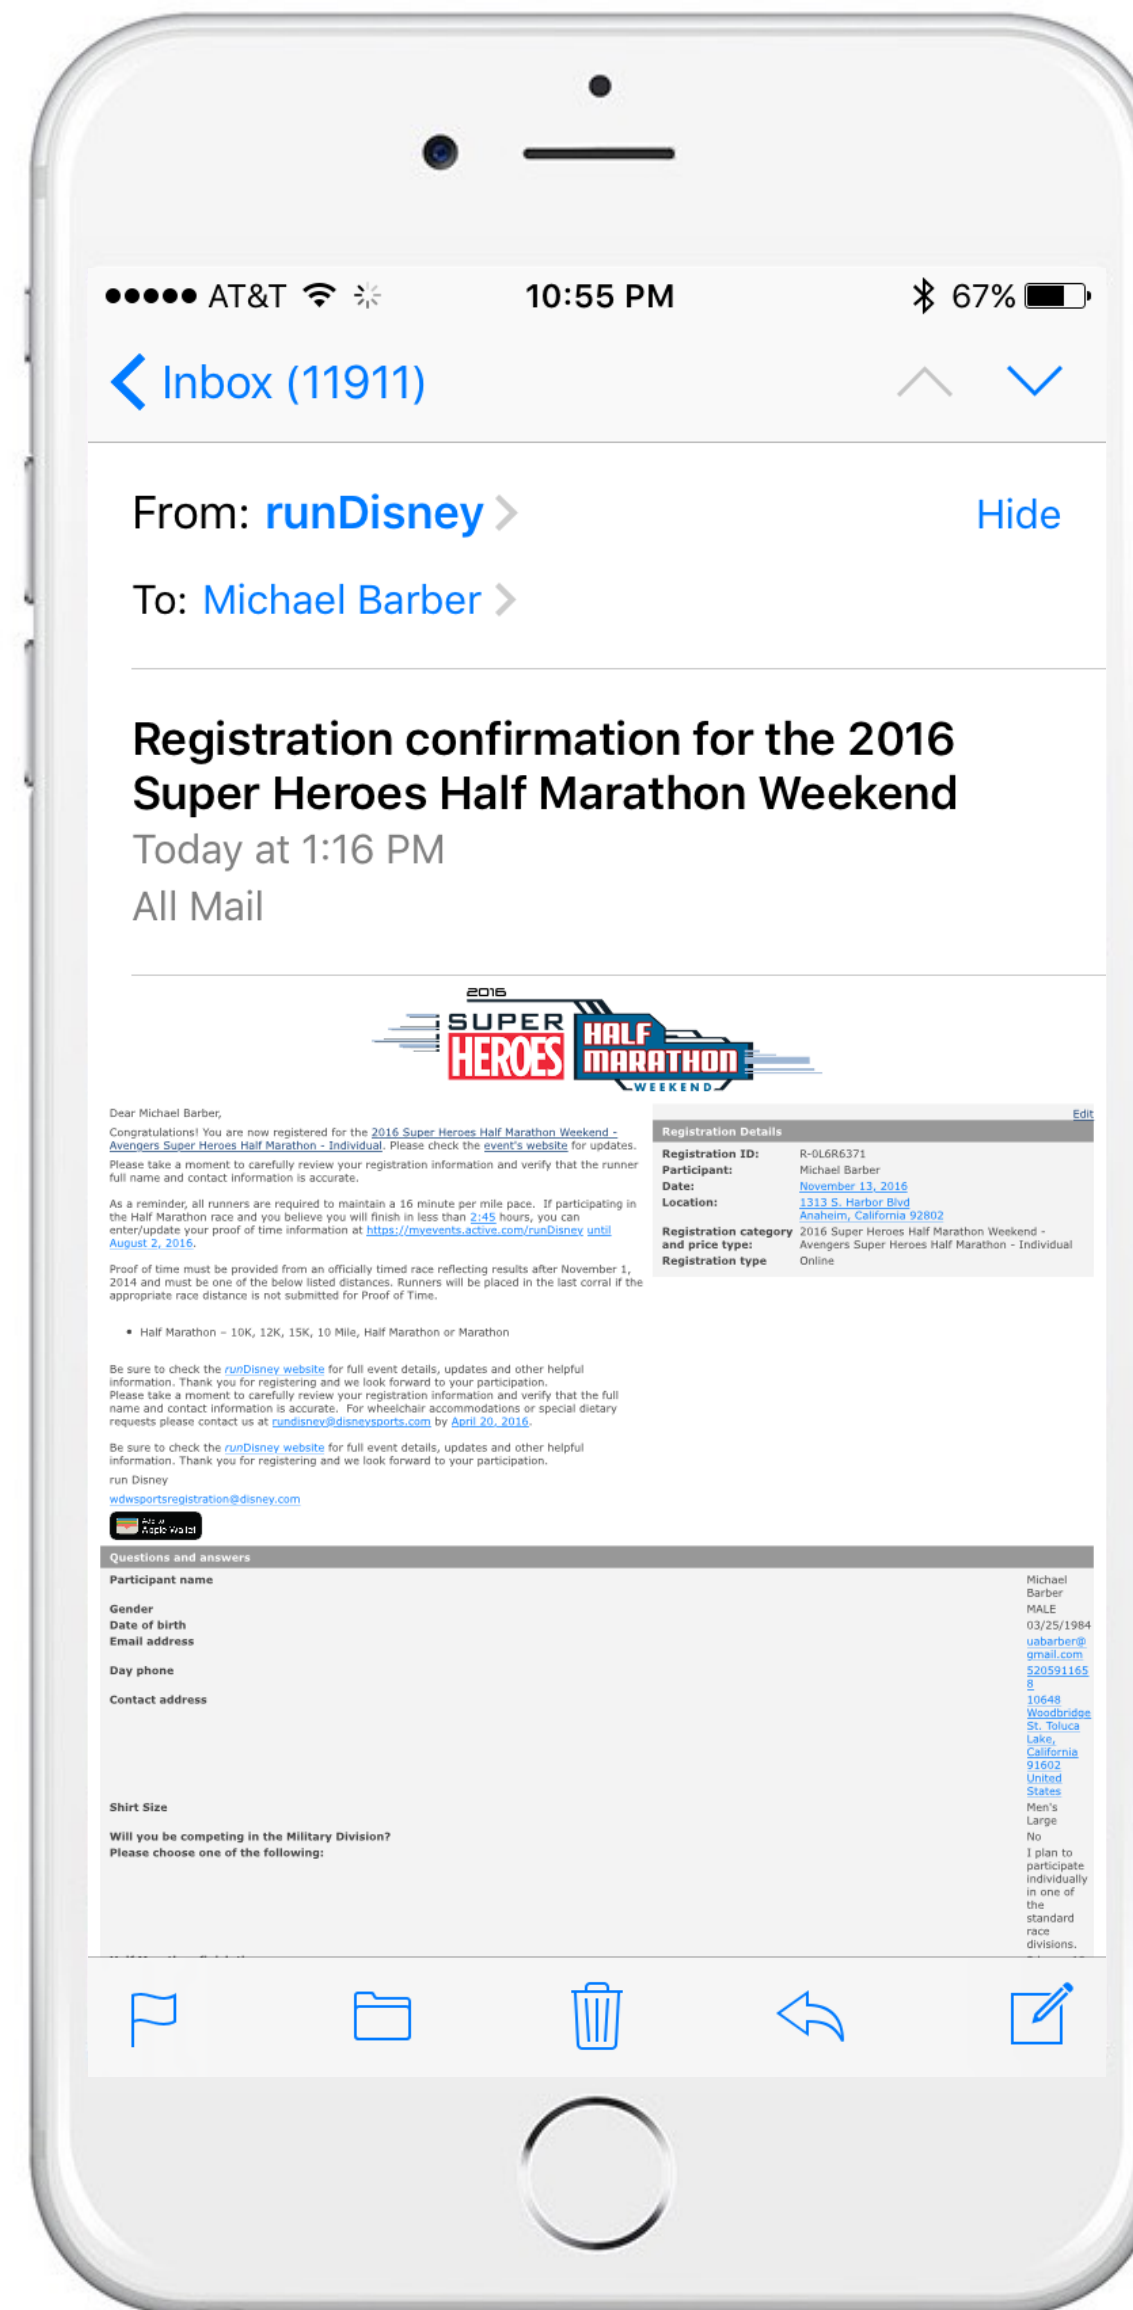 AT&T 10:55 PM 67%
Inbox (11911)
From: runDisney Hide
To: Michael Barber
Registration confirmation for the 2016
Super Heroes Half Marathon Weekend
Today at 1:16 PM
All Mail
2016
SUPER
HEROES
HALF
MARATHON
WEEKEND
Dear Michael Barber,
Congratulations! You are now registered for the 2016 Super Heroes Half Marathon Weekend -
Avengers Super Heroes Half Marathon - Individual. Please check the event's website for updates.
Please take a moment to carefully review your registration information and verify that the runner
full name and contact information is accurate.
As a reminder, all runners are required to maintain a 16 minute per mile pace. If participating in
the Half Marathon race and you believe you will finish in less than 2:45 hours, you can
enter/update your proof of time information at https://myevents.active.com/runDisney until
August 2, 2016.
Proof of time must be provided from an officially timed race reflecting results after November 1,
2014 and must be one of the below listed distances. Runners will be placed in the last corral if the
appropriate race distance is not submitted for Proof of Time.
• Half Marathon – 10K, 12K, 15K, 10 Mile, Half Marathon or Marathon
Be sure to check the runDisney website for full event details, updates and other helpful
information. Thank you for registering and we look forward to your participation.
Please take a moment to carefully review your registration information and verify that the full
name and contact information is accurate. For wheelchair accommodations or special dietary
requests please contact us at rundisney@disneysports.com by April 20, 2016.
Be sure to check the runDisney website for full event details, updates and other helpful
information. Thank you for registering and we look forward to your participation.
run Disney
wdwsportsregistration@disney.com
Add to
Apple Wallet
Edit
Registration Details
Registration ID: R-0L6R6371
Participant: Michael Barber
Date: November 13, 2016
Location: 1313 S. Harbor Blvd
Anaheim, California 92802
Registration category 2016 Super Heroes Half Marathon Weekend -
and price type: Avengers Super Heroes Half Marathon - Individual
Registration type Online
Questions and answers
Participant name Michael
Barber
Gender MALE
Date of birth 03/25/1984
Email address uabarber@
gmail.com
Day phone 520591165
8
Contact address 10648
Woodbridge
St. Toluca
Lake,
California
91602
United
States
Shirt Size Men's
Large
Will you be competing in the Military Division? No
Please choose one of the following: I plan to
participate
individually
in one of
the
standard
race
divisions.